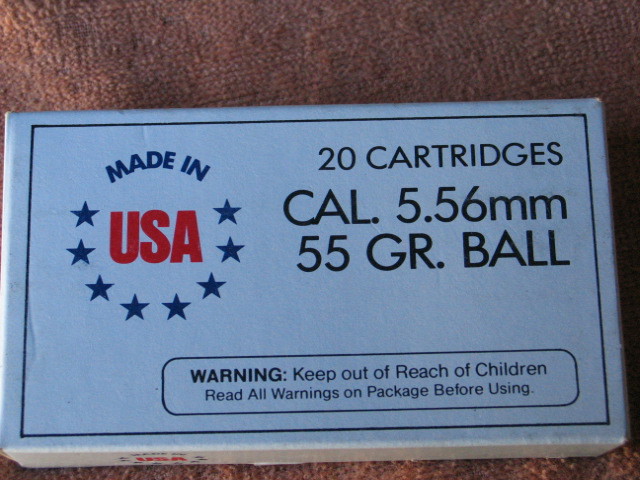 MADE IN
USA
20 CARTRIDGES
CAL. 5.56mm
55 GR. BALL
WARNING: Keep out of Reach of Children
Read All Warnings on Package Before Using.